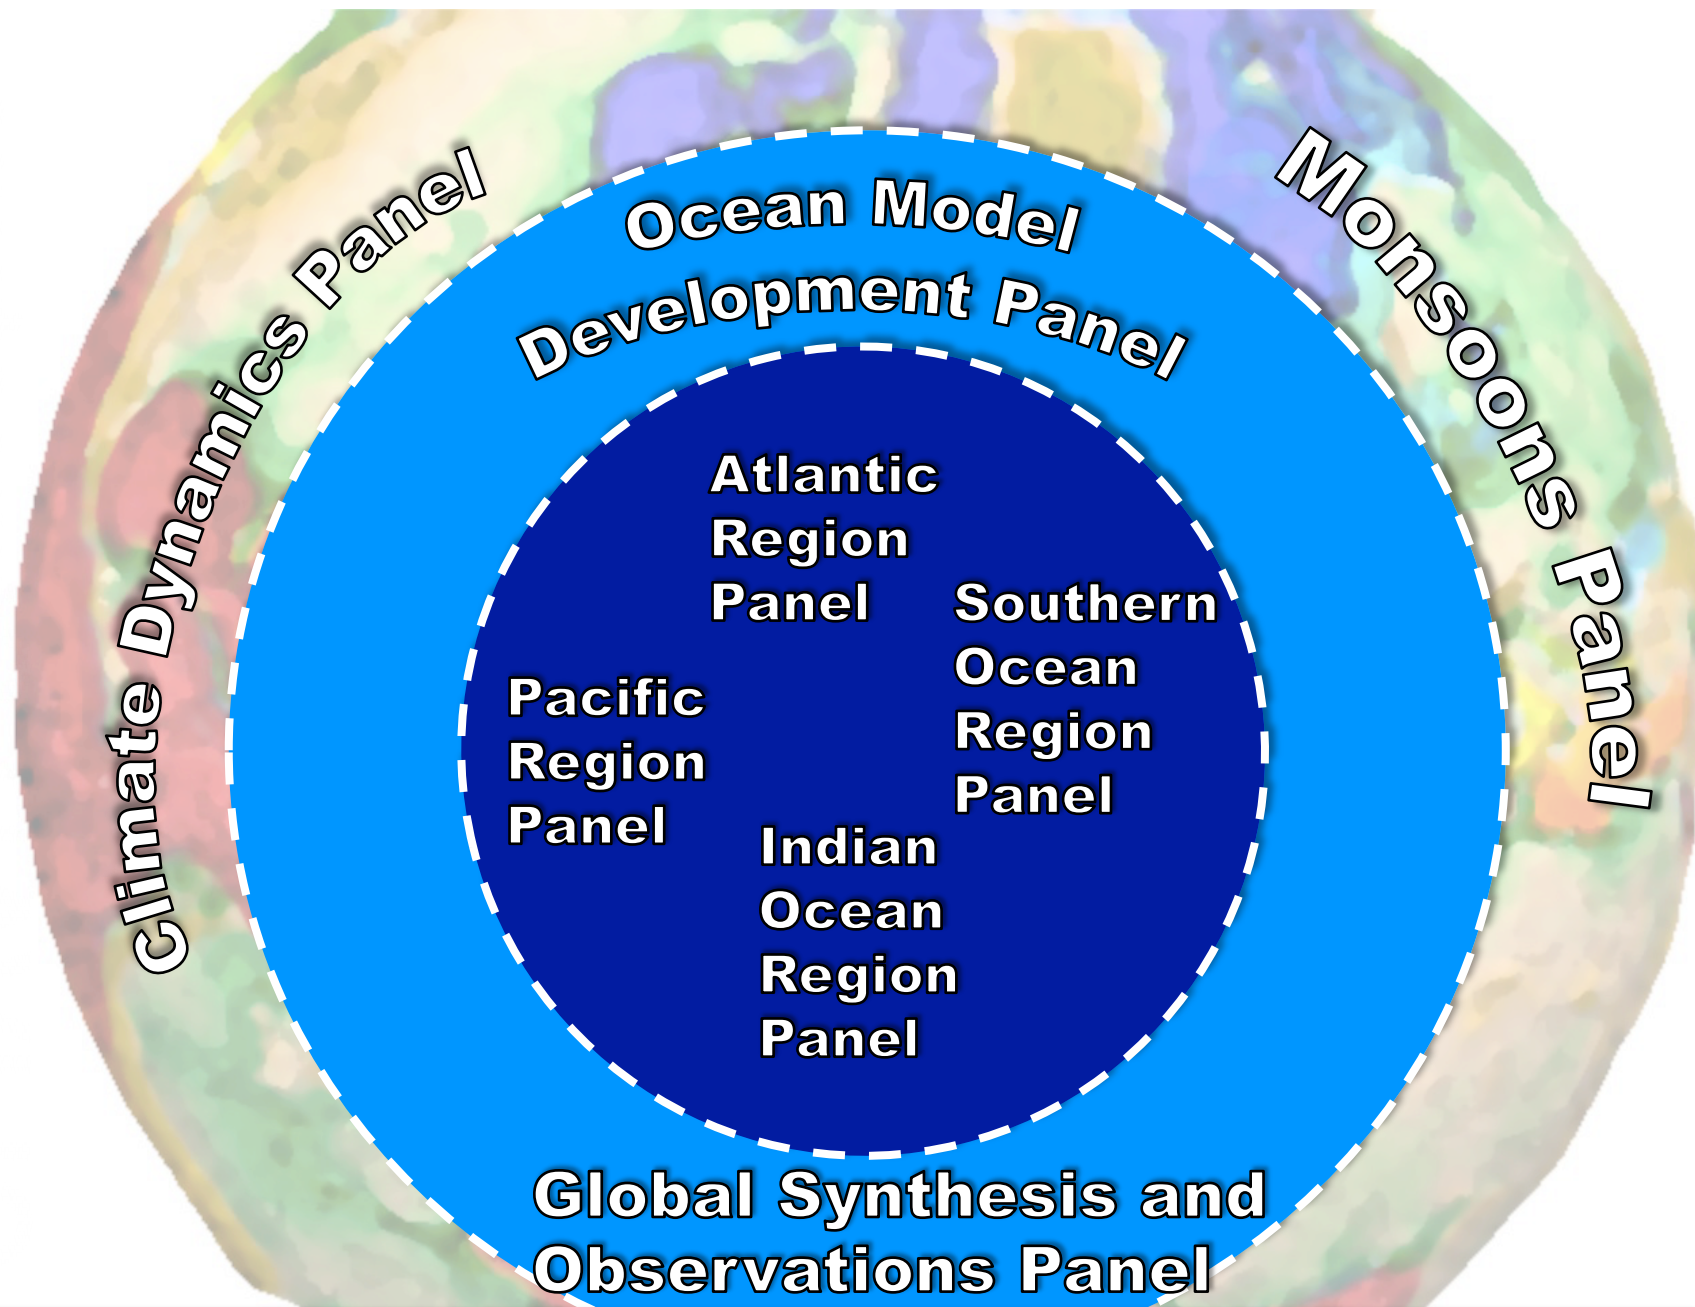 Climate Dynamics Panel
Monsoons Panel
Ocean Model
Development Panel
Atlantic
Region
Panel
Southern
Ocean
Region
Panel
Pacific
Region
Panel
Indian
Ocean
Region
Panel
Global Synthesis and
Observations Panel